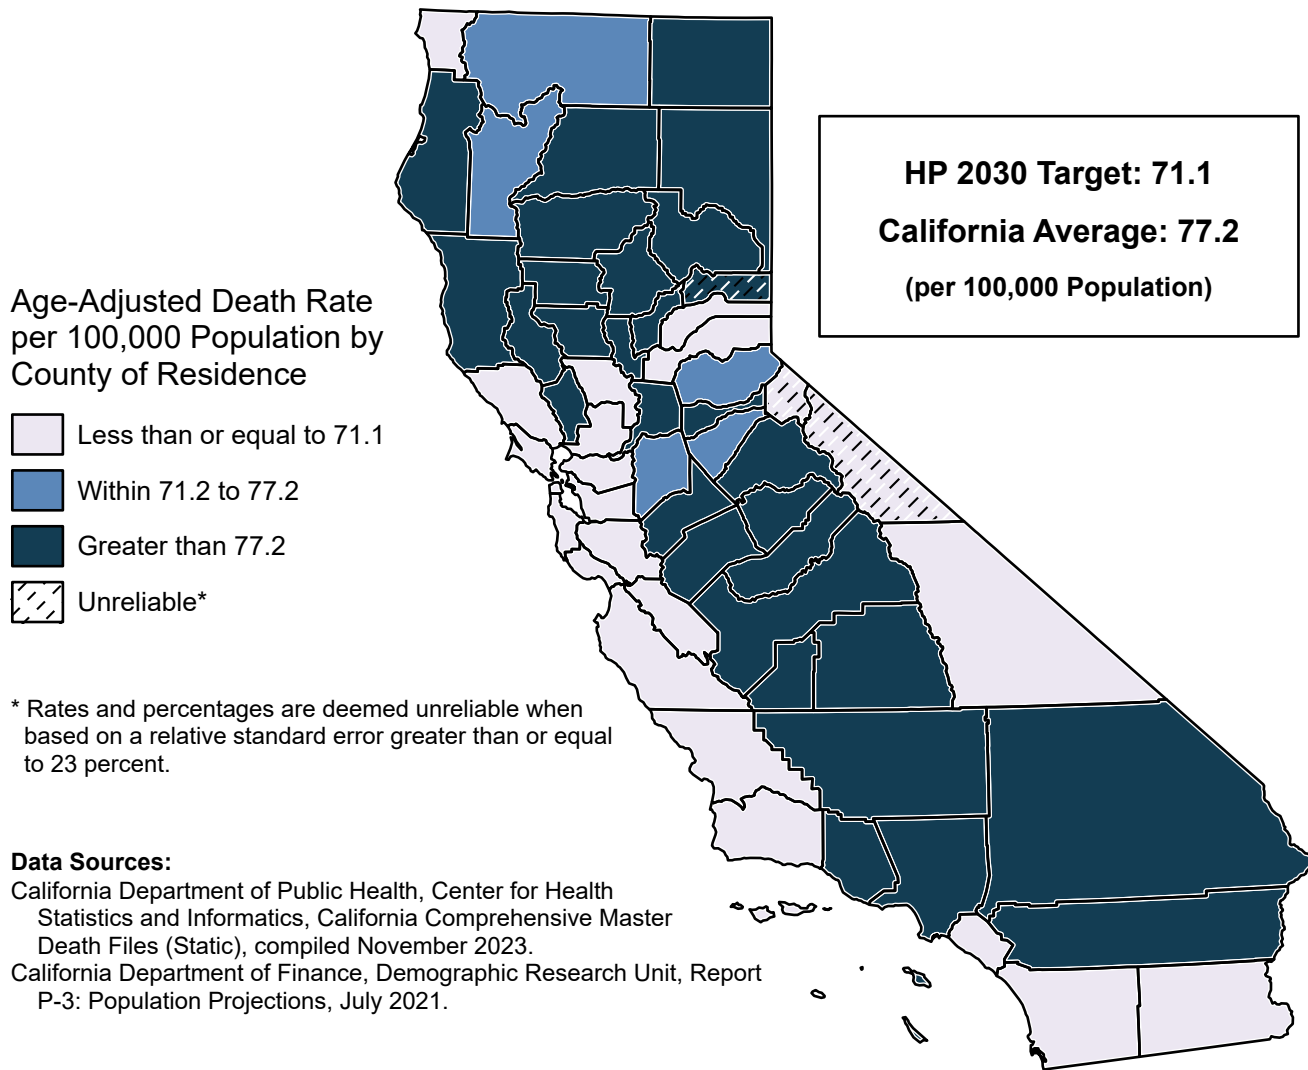 HP 2030 Target: 71.1
California Average: 77.2
(per 100,000 Population)
Age-Adjusted Death Rate
per 100,000 Population by
County of Residence
Less than or equal to 71.1
Within 71.2 to 77.2
Greater than 77.2
Unreliable*
* Rates and percentages are deemed unreliable when
based on a relative standard error greater than or equal
to 23 percent.
Data Sources:
California Department of Public Health, Center for Health
Statistics and Informatics, California Comprehensive Master
Death Files (Static), compiled November 2023.
California Department of Finance, Demographic Research Unit, Report
P-3: Population Projections, July 2021.